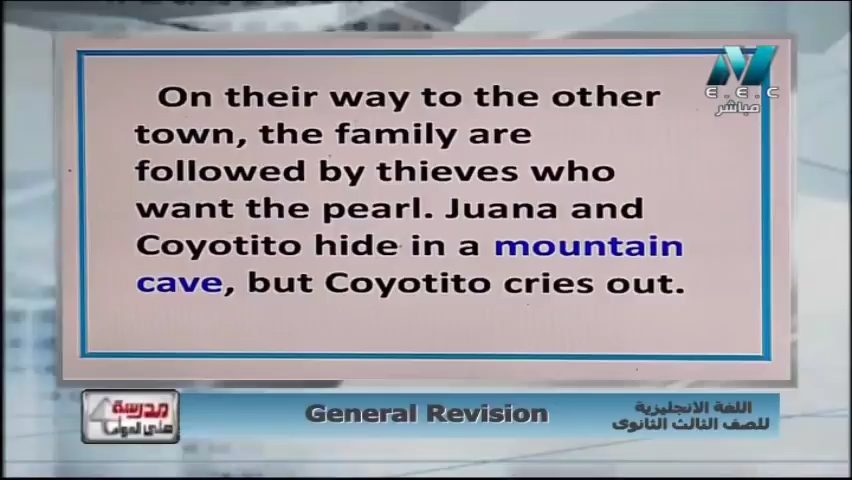 On their way to the other
town, the family are
followed by thieves who
want the pearl. Juana and
Coyotito hide in a mountain
cave, but Coyotito cries out.
E . E . C
مباشر
مدرسة
على الهواء
General Revision
اللغة الانجليزية
للصف الثالث الثانوى